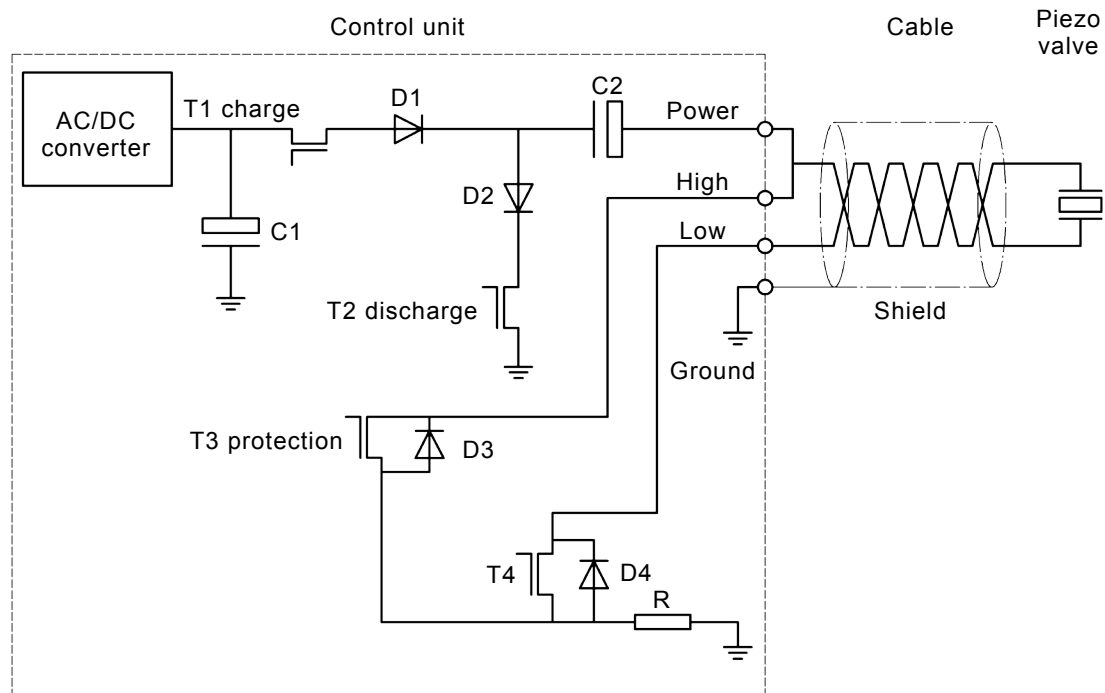 Control unit
Cable
Piezo
valve
AC/DC
converter
T1 charge
D1
C2
Power
C1
D2
High
Low
T2 discharge
Shield
Ground
T3 protection
D3
T4
D4
R